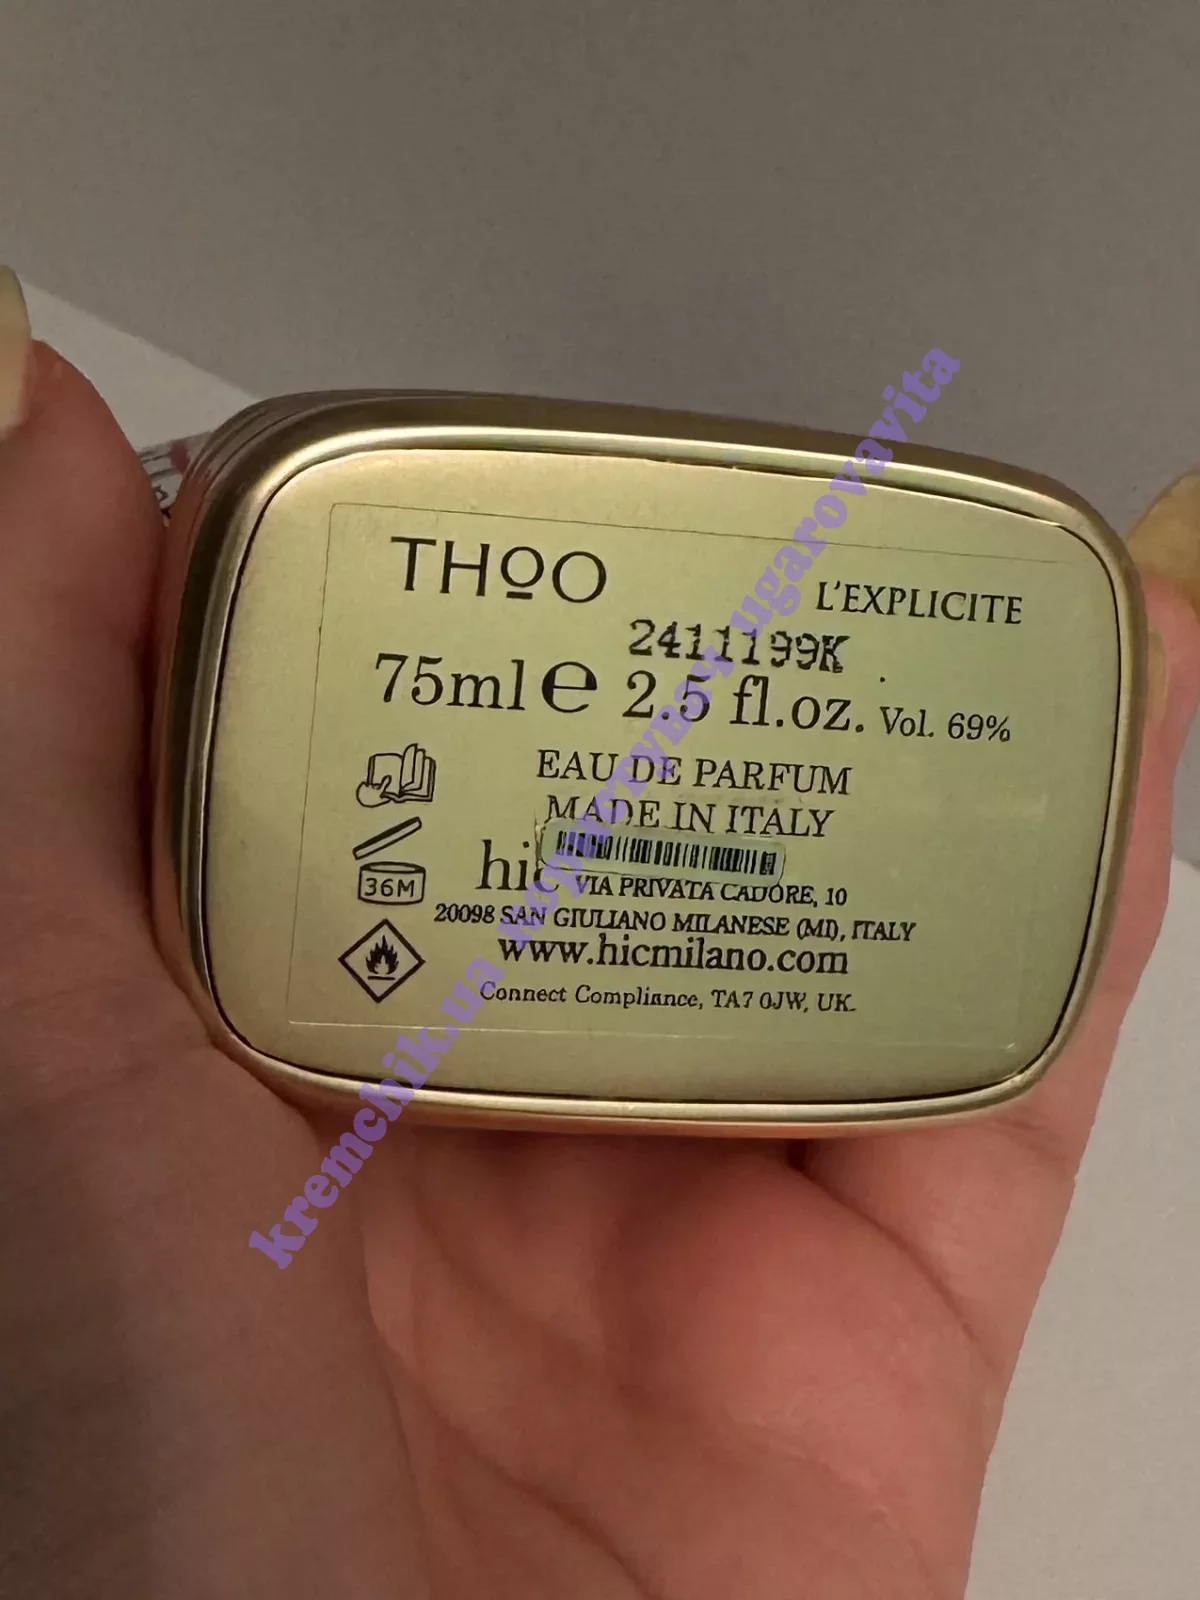 THOO
L'EXPLICITE
2411199K
75ml e 2.5 fl.oz. Vol. 69%
EAU DE PARFUM
MADE IN ITALY
hic VIA PRIVATA CADORE, 10
20098 SAN GIULIANO MILANESE (MI), ITALY
www.hicmilano.com
Connect Compliance, TA7 0JW, UK.
36M
kremchik.ua користувач ugarovavita